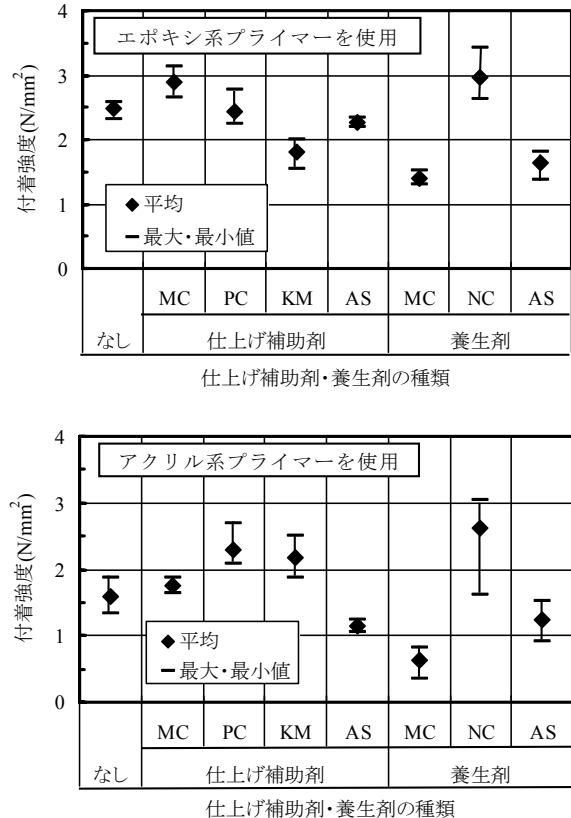 エポキシ系プライマーを使用
付着強度(N/mm²)
4
3
2
1
0
◆平均
━最大・最小値
MC PC KM AS MC NC AS
なし 仕上げ補助剤 養生剤
仕上げ補助剤・養生剤の種類
アクリル系プライマーを使用
付着強度(N/mm²)
4
3
2
1
0
◆平均
━最大・最小値
MC PC KM AS MC NC AS
なし 仕上げ補助剤 養生剤
仕上げ補助剤・養生剤の種類